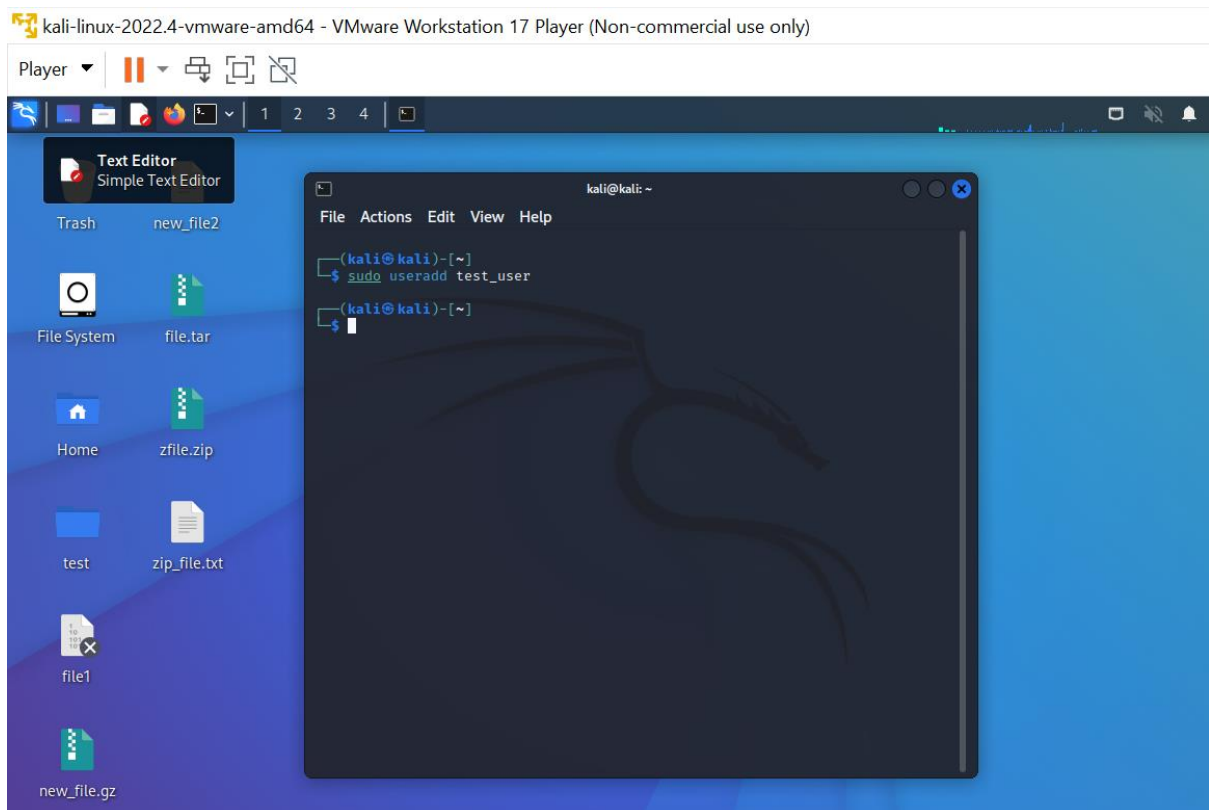 kali-linux-2022.4-vmware-amd64 - VMware Workstation 17 Player (Non-commercial use only)
Player
1 2 3 4
Text Editor
Simple Text Editor
Trash new_file2
File System file.tar
Home zfile.zip
test zip_file.txt
file1
new_file.gz
kali@kali: ~
File Actions Edit View Help
┌──(kali㉿kali)-[~]
└─$ sudo useradd test_user
┌──(kali㉿kali)-[~]
└─$